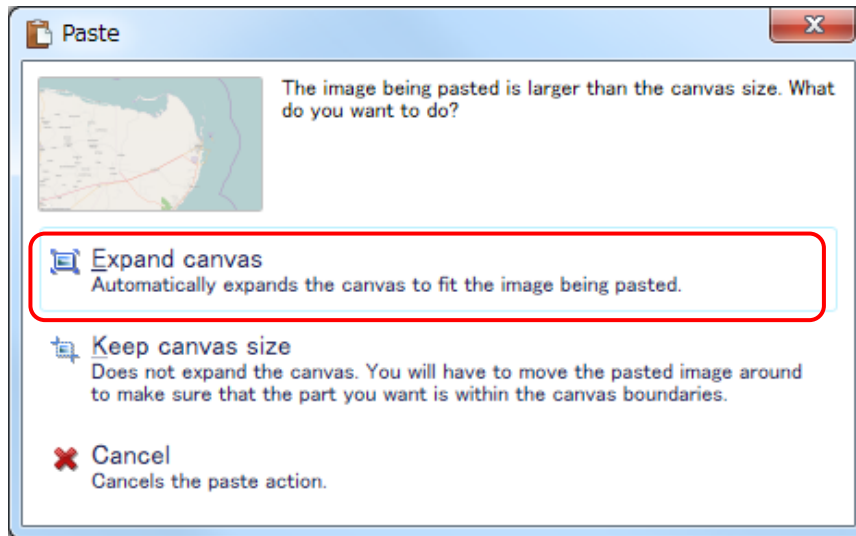 Paste
The image being pasted is larger than the canvas size. What
do you want to do?
Expand canvas
Automatically expands the canvas to fit the image being pasted.
Keep canvas size
Does not expand the canvas. You will have to move the pasted image around
to make sure that the part you want is within the canvas boundaries.
Cancel
Cancels the paste action.